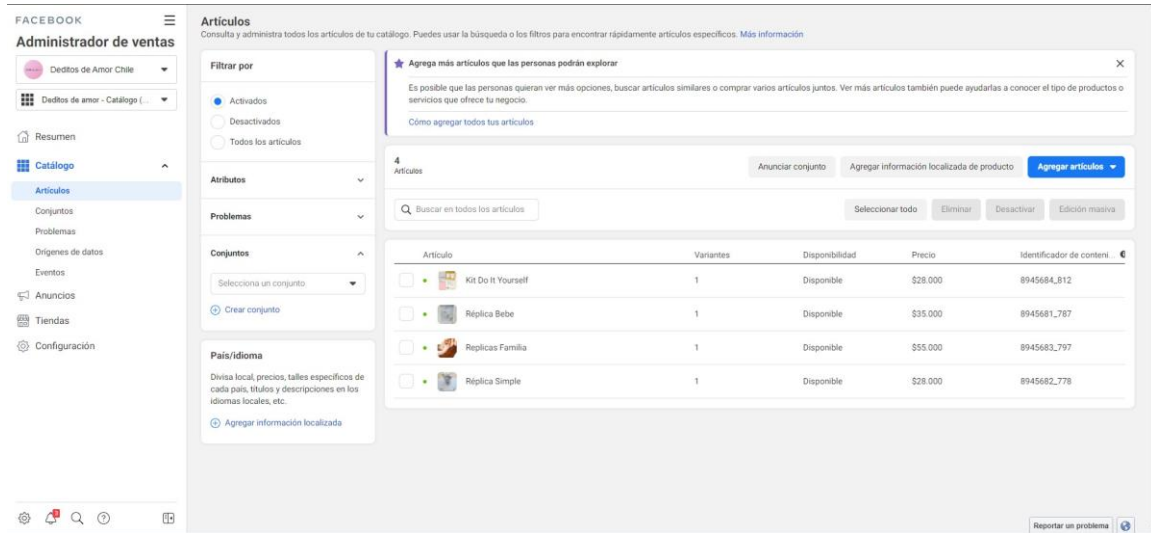 FACEBOOK
Administrador de ventas
Deditos de Amor Chile
Deditos de amor - Catálogo (...
Resumen
Catálogo
Artículos
Conjuntos
Problemas
Orígenes de datos
Eventos
Anuncios
Tiendas
Configuración
Artículos
Consulta y administra todos los artículos de tu catálogo. Puedes usar la búsqueda o los filtros para encontrar rápidamente artículos específicos. Más información
Filtrar por
Activados
Desactivados
Todos los artículos
Atributos
Problemas
Conjuntos
Selecciona un conjunto
Crear conjunto
País/idioma
Divisa local, precios, talles específicos de
cada país, títulos y descripciones en los
idiomas locales, etc.
Agregar información localizada
Agrega más artículos que las personas podrán explorar
Es posible que las personas quieran ver más opciones, buscar artículos similares o comprar varios artículos juntos. Ver más artículos también puede ayudarlas a conocer el tipo de productos o
servicios que ofrece tu negocio.
Cómo agregar todos tus artículos
4
Artículos
Anunciar conjunto Agregar información localizada de producto Agregar artículos
Buscar en todos los artículos
Seleccionar todo Eliminar Desactivar Edición masiva
Artículo Variantes Disponibilidad Precio Identificador de conteni...
Kit Do It Yourself 1 Disponible $28.000 8945684_812
Réplica Bebe 1 Disponible $35.000 8945681_787
Replicas Familia 1 Disponible $55.000 8945683_797
Réplica Simple 1 Disponible $28.000 8945682_778
Reportar un problema